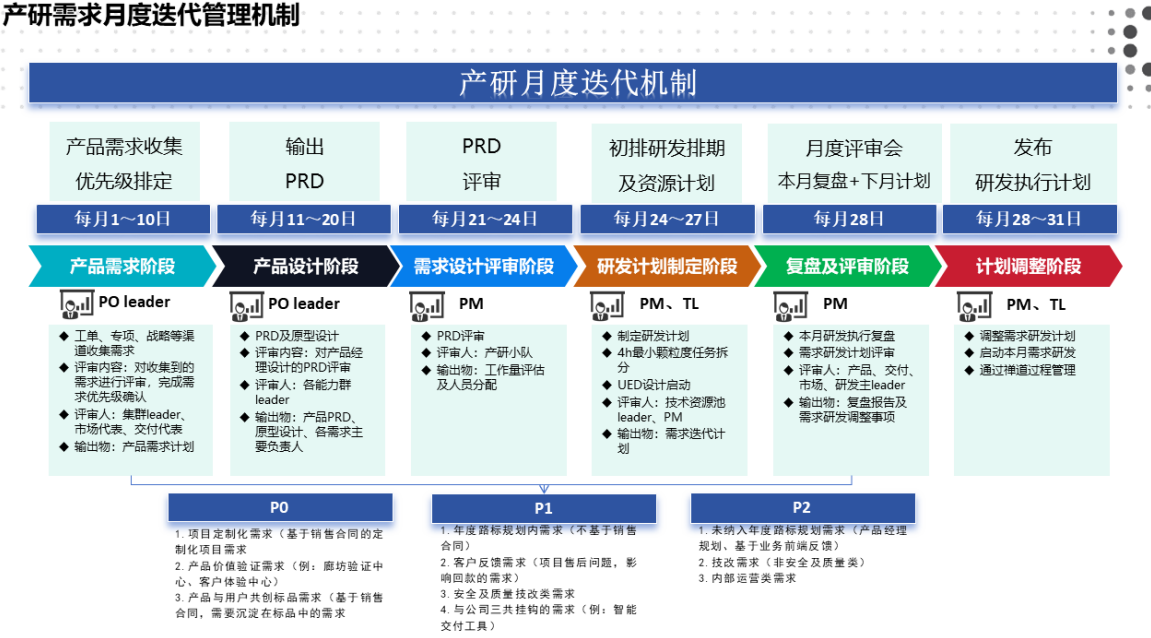 产研需求月度迭代管理机制
产研月度迭代机制
产品需求收集
优先级排定
输出
PRD
PRD
评审
初排研发排期
及资源计划
月度评审会
本月复盘+下月计划
发布
研发执行计划
每月1～10日
每月11～20日
每月21～24日
每月24～27日
每月28日
每月28～31日
产品需求阶段
产品设计阶段
需求设计评审阶段
研发计划制定阶段
复盘及评审阶段
计划调整阶段
PO leader
PO leader
PM
PM、TL
PM
PM、TL
◆ 工单、专项、战略等渠
道收集需求
◆ 评审内容：对收集到的
需求进行评审，完成需
求优先级确认
◆ 评审人：集群leader、
市场代表、交付代表
◆ 输出物：产品需求计划
◆ PRD及原型设计
◆ 评审内容：对产品经
理设计的PRD评审
◆ 评审人：各能力群
leader
◆ 输出物：产品PRD、
原型设计、各需求主
要负责人
◆ PRD评审
◆ 评审人：产研小队
◆ 输出物：工作量评估
及人员分配
◆ 制定研发计划
◆ 4h最小颗粒度任务拆
分
◆ UED设计启动
◆ 评审人：技术资源池
leader、PM
◆ 输出物：需求迭代计
划
◆ 本月研发执行复盘
◆ 需求研发计划评审
◆ 评审人：产品、交付、
市场、研发主leader
◆ 输出物：复盘报告及
需求研发调整事项
◆ 调整需求研发计划
◆ 启动本月需求研发
◆ 通过禅道过程管理
P0
1. 项目定制化需求（基于销售合同的定
制化项目需求
2. 产品价值验证需求（例：廊坊验证中
心、客户体验中心）
3. 产品与用户共创标品需求（基于销售
合同，需要沉淀在标品中的需求
P1
1. 年度路标规划内需求（不基于销售
合同）
2. 客户反馈需求（项目售后问题，影
响回款的需求）
3. 安全及质量技改类需求
4. 与公司三共挂钩的需求（例：智能
交付工具）
P2
1. 未纳入年度路标规划需求（产品经理
规划、基于业务前端反馈）
2. 技改需求（非安全及质量类）
3. 内部运营类需求